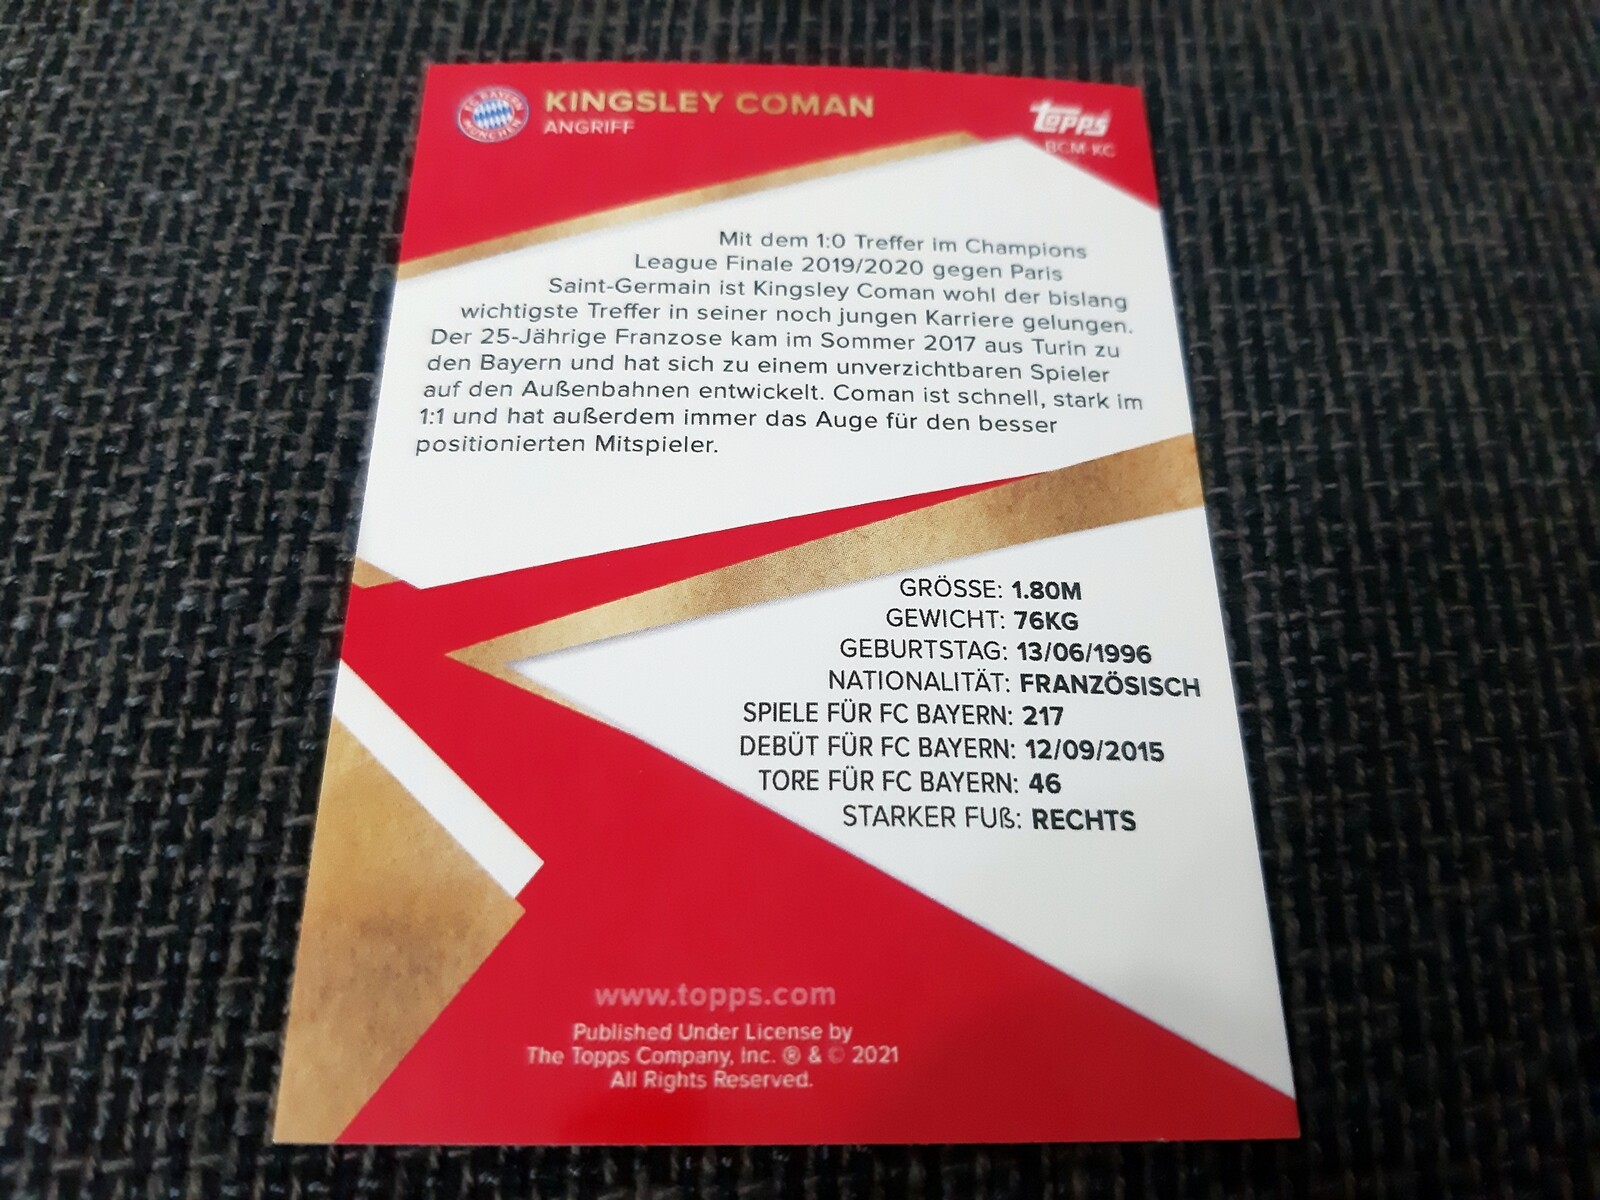 FC BAYERN MÜNCHEN
KINGSLEY COMAN
ANGRIFF
Topps
BCM-KC
Mit dem 1:0 Treffer im Champions
League Finale 2019/2020 gegen Paris
Saint-Germain ist Kingsley Coman wohl der bislang
wichtigste Treffer in seiner noch jungen Karriere gelungen.
Der 25-Jährige Franzose kam im Sommer 2017 aus Turin zu
den Bayern und hat sich zu einem unverzichtbaren Spieler
auf den Außenbahnen entwickelt. Coman ist schnell, stark im
1:1 und hat außerdem immer das Auge für den besser
positionierten Mitspieler.
GRÖSSE: 1.80M
GEWICHT: 76KG
GEBURTSTAG: 13/06/1996
NATIONALITÄT: FRANZÖSISCH
SPIELE FÜR FC BAYERN: 217
DEBÜT FÜR FC BAYERN: 12/09/2015
TORE FÜR FC BAYERN: 46
STARKER FUß: RECHTS
www.topps.com
Published Under License by
The Topps Company, Inc. ® & © 2021
All Rights Reserved.